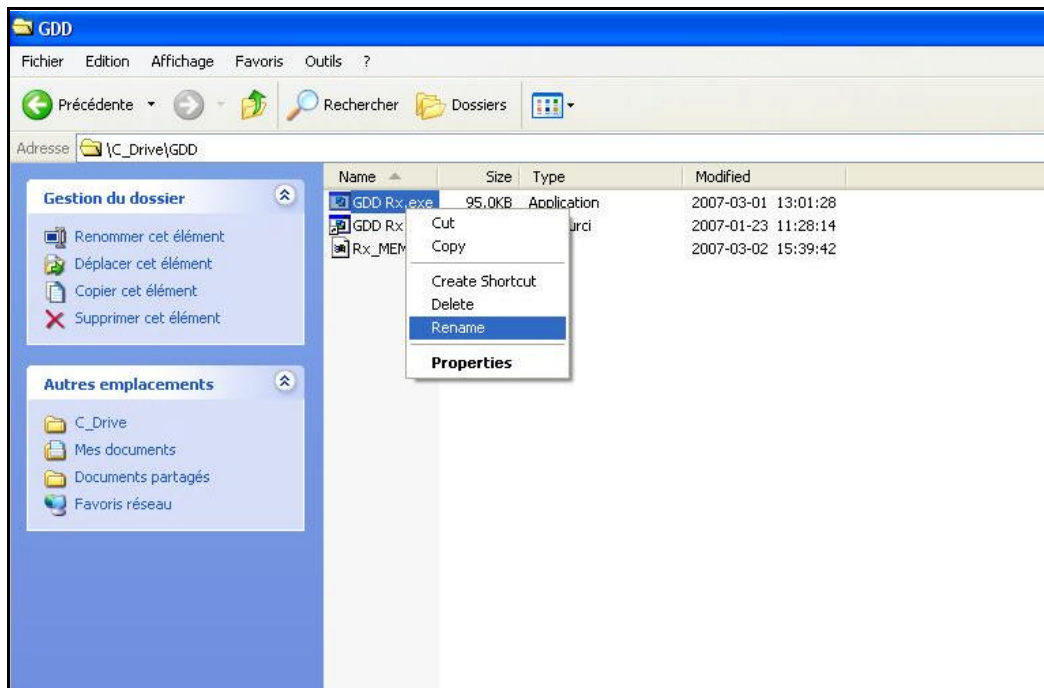 GDD
Fichier Edition Affichage Favoris Outils ?
Précédente Rechercher Dossiers
Adresse \C_Drive\GDD
Gestion du dossier
Renommer cet élément
Déplacer cet élément
Copier cet élément
Supprimer cet élément
Autres emplacements
C_Drive
Mes documents
Documents partagés
Favoris réseau
Name Size Type Modified
GDD Rx.exe 95.0KB Application 2007-03-01 13:01:28
GDD Rx 2007-01-23 11:28:14
Rx_MEM 2007-03-02 15:39:42
Cut
Copy
Create Shortcut
Delete
Rename
Properties